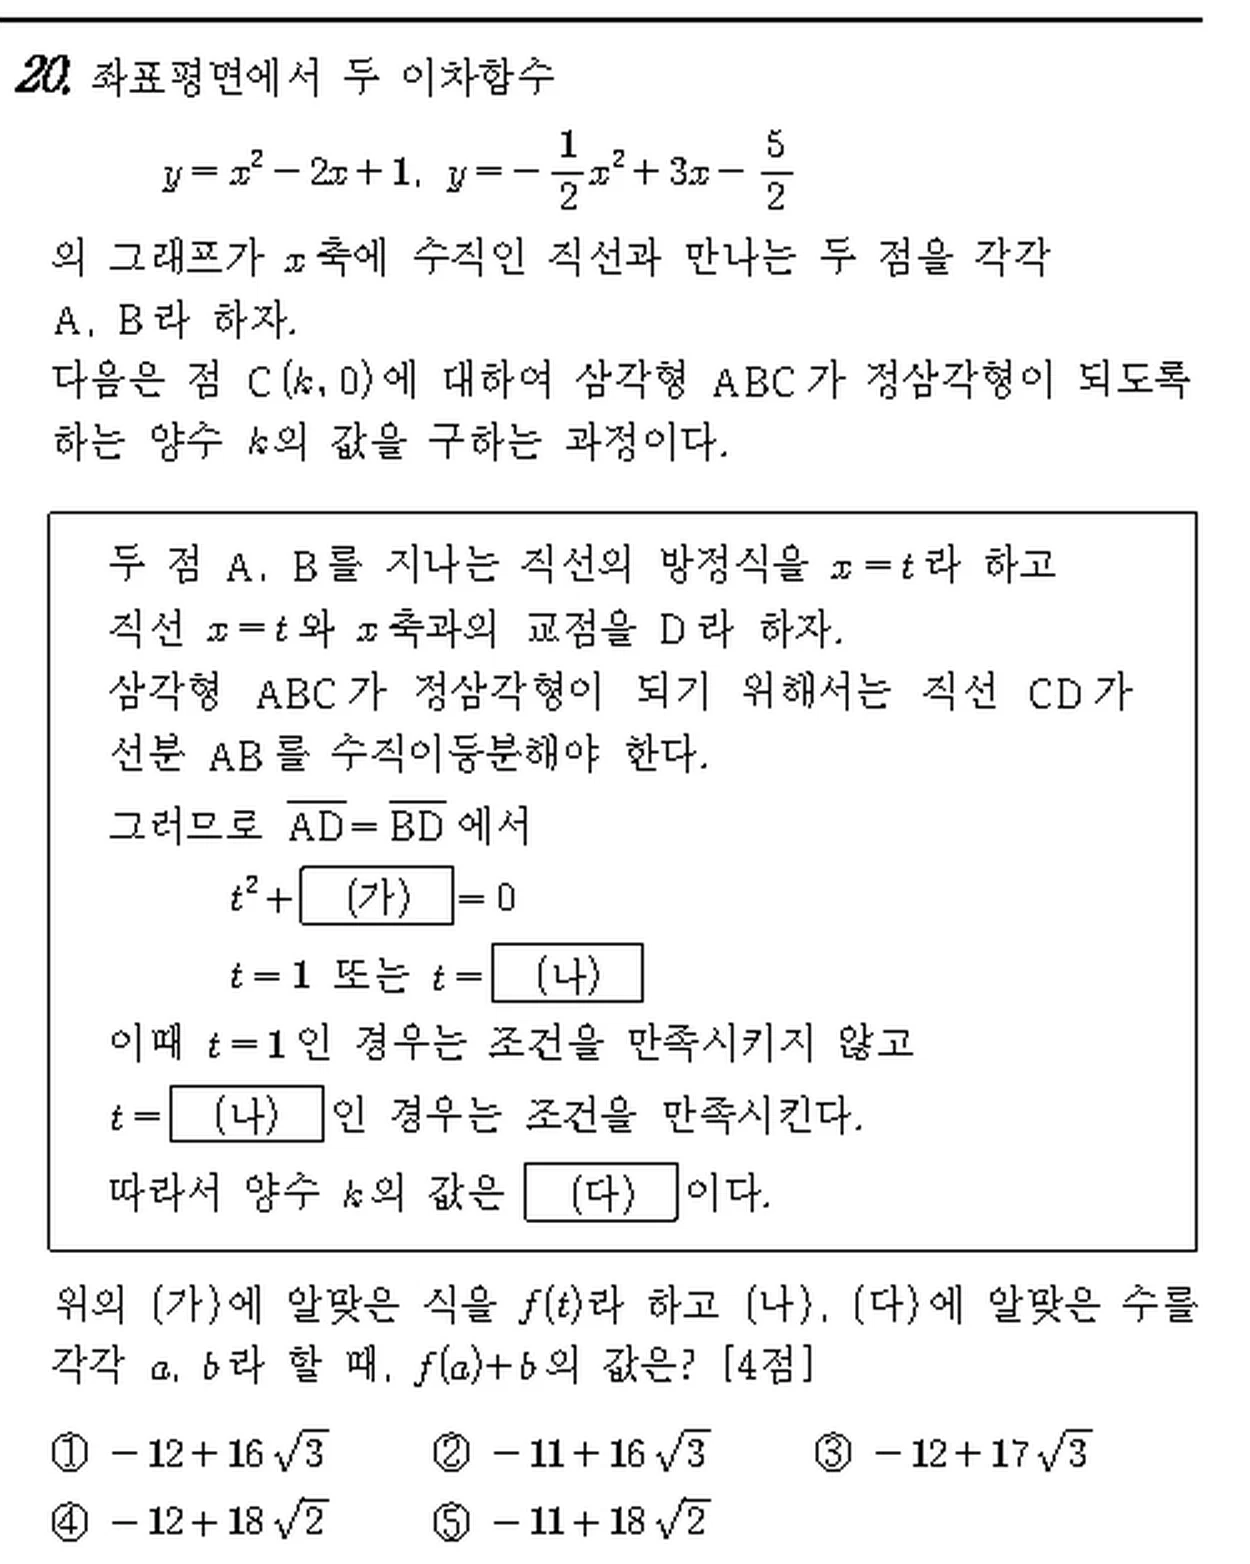 20. 좌표평면에서 두 이차함수
y = x² - 2x + 1, y = -\frac{1}{2}x² + 3x - \frac{5}{2}
의 그래프가 x축에 수직인 직선과 만나는 두 점을 각각
A, B라 하자.
다음은 점 C(k, 0)에 대하여 삼각형 ABC가 정삼각형이 되도록
하는 양수 k의 값을 구하는 과정이다.
두 점 A, B를 지나는 직선의 방정식을 x = t라 하고
직선 x = t와 x축과의 교점을 D라 하자.
삼각형 ABC가 정삼각형이 되기 위해서는 직선 CD가
선분 AB를 수직이등분해야 한다.
그러므로 \overline{AD} = \overline{BD}에서
t² + (가) = 0
t = 1 또는 t = (나)
이때 t = 1인 경우는 조건을 만족시키지 않고
t = (나) 인 경우는 조건을 만족시킨다.
따라서 양수 k의 값은 (다) 이다.
위의 (가)에 알맞은 식을 f(t)라 하고 (나), (다)에 알맞은 수를
각각 a, b라 할 때, f(a)+b의 값은? [4점]
① -12+16√3 ② -11+16√3 ③ -12+17√3
④ -12+18√2 ⑤ -11+18√2